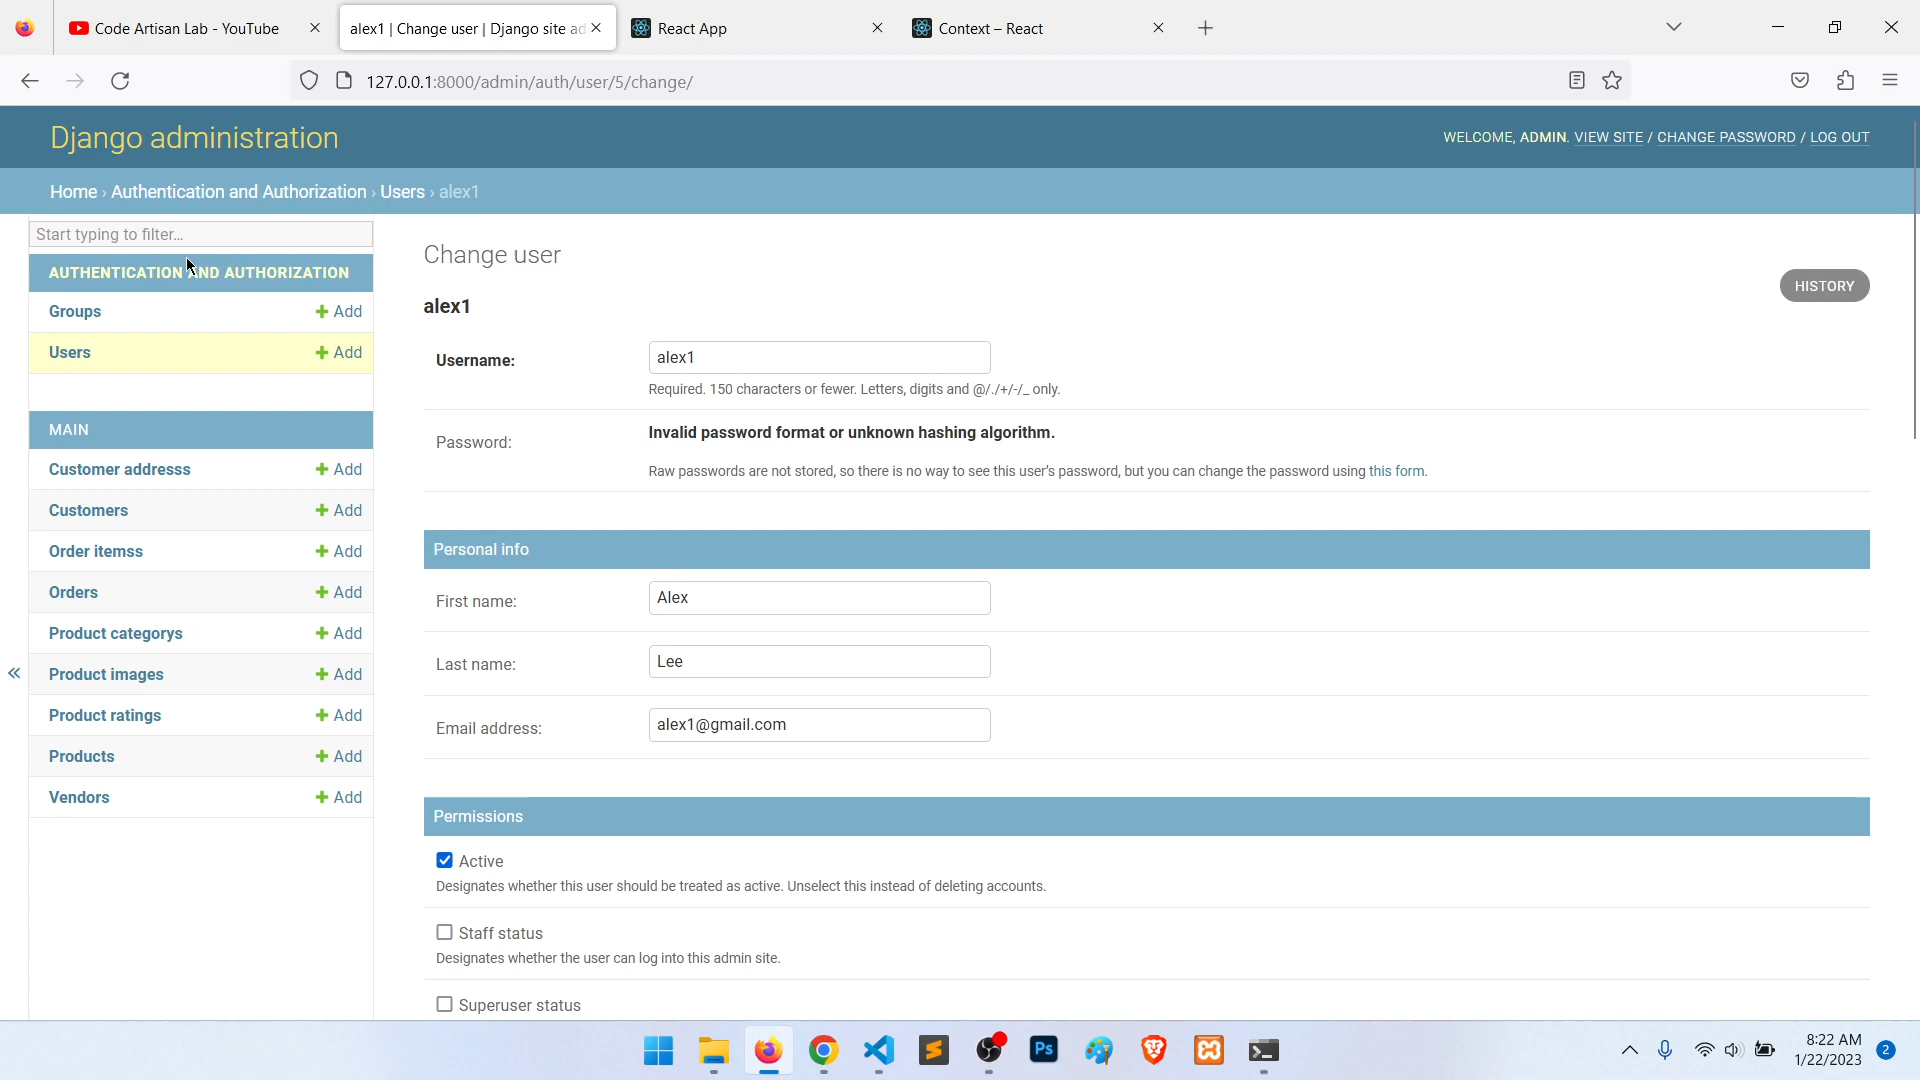 Code Artisan Lab - YouTube
alex1 | Change user | Django site ad
React App
Context – React
127.0.0.1:8000/admin/auth/user/5/change/
Django administration
WELCOME, ADMIN. VIEW SITE / CHANGE PASSWORD / LOG OUT
Home › Authentication and Authorization › Users › alex1
Start typing to filter...
AUTHENTICATION AND AUTHORIZATION
Groups + Add
Users + Add
MAIN
Customer addresss + Add
Customers + Add
Order itemss + Add
Orders + Add
Product categorys + Add
Product images + Add
Product ratings + Add
Products + Add
Vendors + Add
«
Change user
HISTORY
alex1
Username: alex1
Required. 150 characters or fewer. Letters, digits and @/./+/-/_ only.
Password: Invalid password format or unknown hashing algorithm.
Raw passwords are not stored, so there is no way to see this user's password, but you can change the password using this form.
Personal info
First name: Alex
Last name: Lee
Email address: alex1@gmail.com
Permissions
Active
Designates whether this user should be treated as active. Unselect this instead of deleting accounts.
Staff status
Designates whether the user can log into this admin site.
Superuser status
Ps
8:22 AM
1/22/2023
2